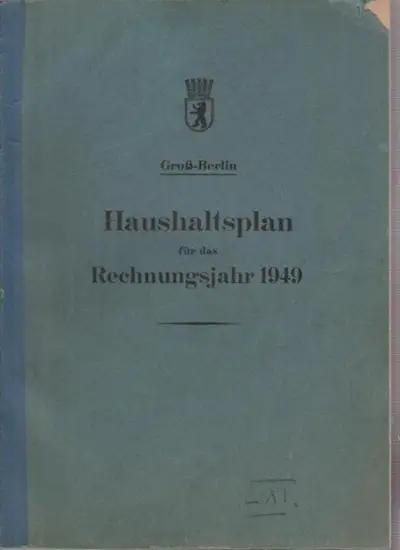 Groß-Berlin
Haushaltsplan
für das
Rechnungsjahr 1949